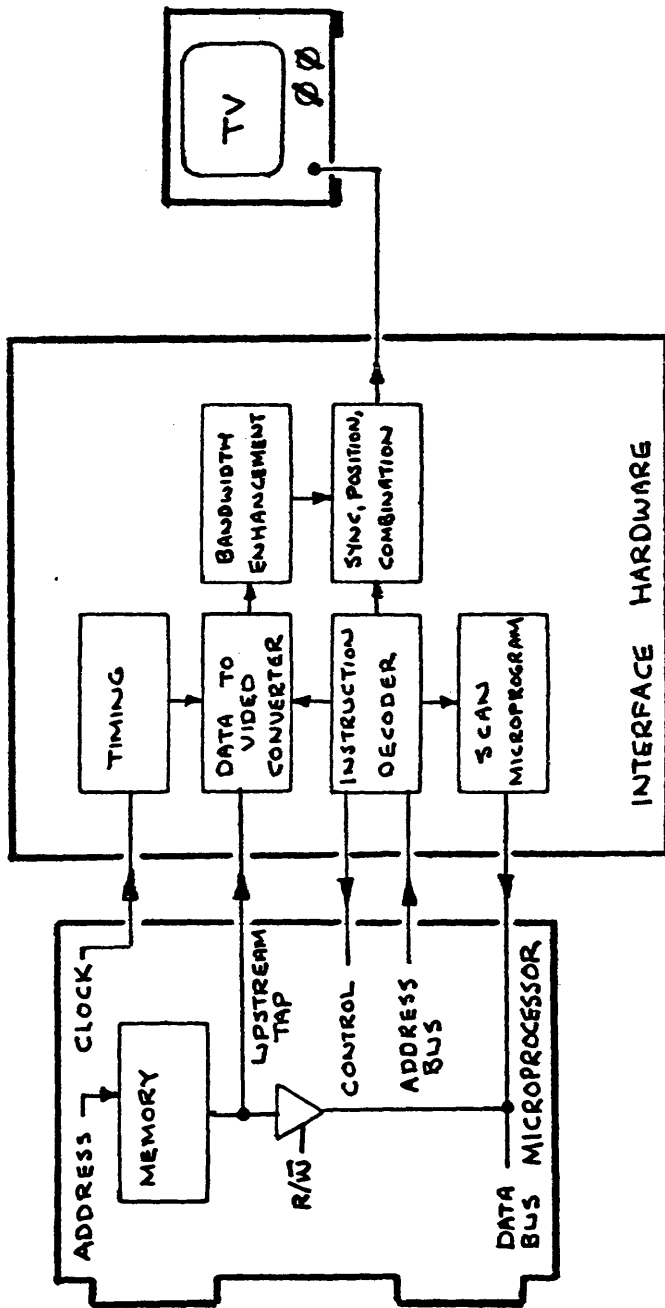 ADDRESS
CLOCK
MEMORY
UPSTREAM
TAP
R/W̅
CONTROL
ADDRESS
BUS
DATA
BUS
MICROPROCESSOR
TIMING
DATA TO
VIDEO
CONVERTER
BANDWIDTH
ENHANCEMENT
INSTRUCTION
DECODER
SYNC, POSITION,
COMBINATION
SCAN
MICROPROGRAM
INTERFACE HARDWARE
TV